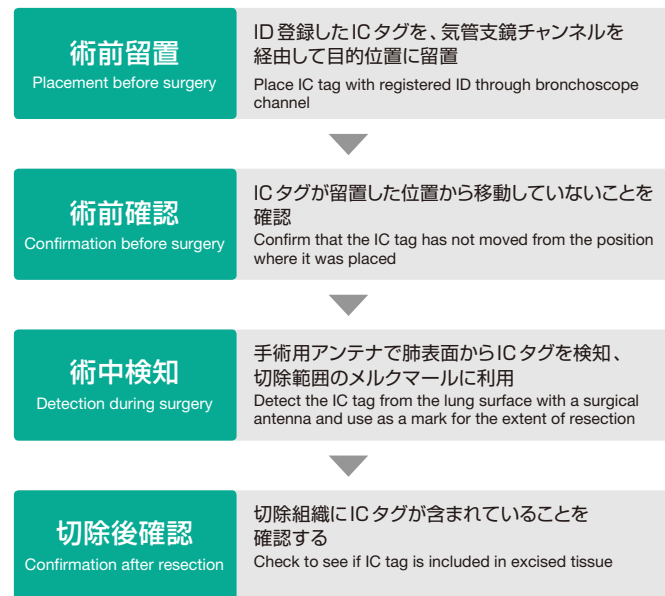 術前留置
Placement before surgery
ID登録したICタグを、気管支鏡チャンネルを
経由して目的位置に留置
Place IC tag with registered ID through bronchoscope
channel
術前確認
Confirmation before surgery
ICタグが留置した位置から移動していないことを
確認
Confirm that the IC tag has not moved from the position
where it was placed
術中検知
Detection during surgery
手術用アンテナで肺表面からICタグを検知、
切除範囲のメルクマールに利用
Detect the IC tag from the lung surface with a surgical
antenna and use as a mark for the extent of resection
切除後確認
Confirmation after resection
切除組織にICタグが含まれていることを
確認する
Check to see if IC tag is included in excised tissue